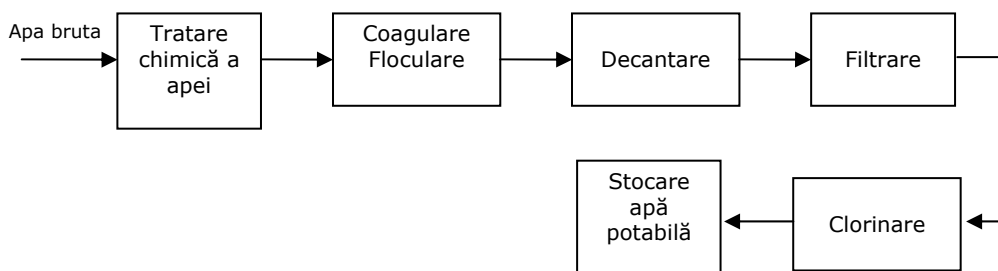 Apa bruta
Tratare
chimică a
apei
Coagulare
Floculare
Decantare
Filtrare
Clorinare
Stocare
apă
potabilă